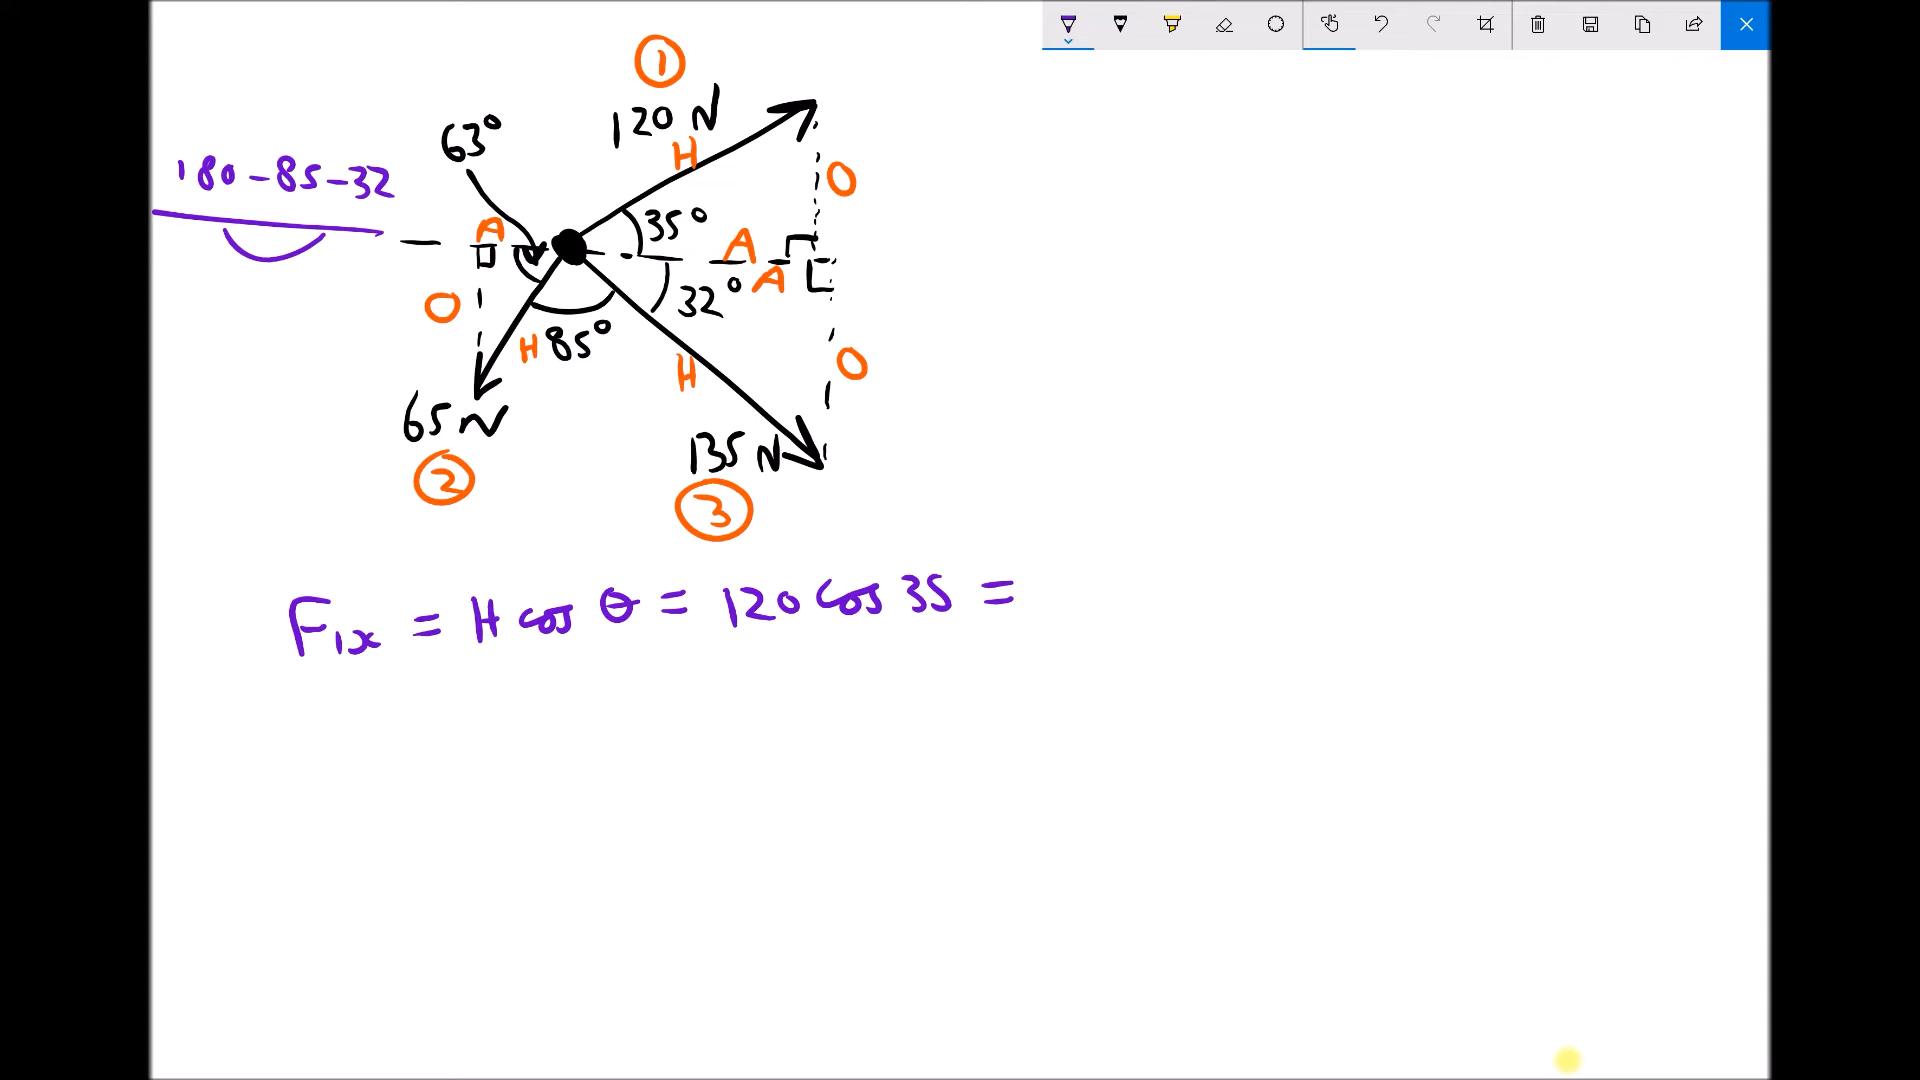 ①
120 N
63°
H
O
180-85-32
A
35°
A
A
32°
O
H 85°
H
O
65 N
135 N
②
③
F1x = H cos θ = 120 cos 35 =